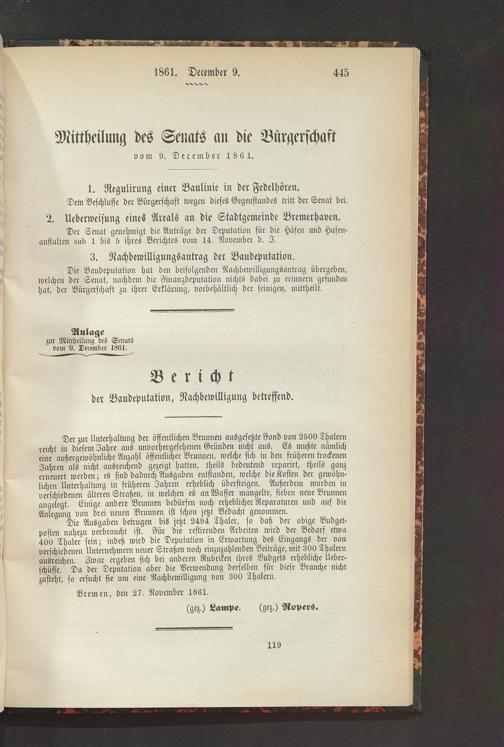 1861. December 9. 445
Mittheilung des Senats an die Bürgerschaft
vom 9. December 1861.
1. Regulirung einer Baulinie in der Fedelhören.
Dem Beschlusse der Bürgerschaft wegen dieses Gegenstandes tritt der Senat bei.
2. Ueberweisung eines Areals an die Stadtgemeinde Bremerhaven.
Der Senat genehmigt die Anträge der Deputation für die Häfen und Hafen-
anstalten sub 1 bis 5 ihres Berichtes vom 14. November d. J.
3. Nachbewilligungsantrag der Baudeputation.
Die Baudeputation hat den beifolgenden Nachbewilligungsantrag übergeben,
welchen der Senat, nachdem die Finanzdeputation nichts dabei zu erinnern gefunden
hat, der Bürgerschaft zu ihrer Erklärung, vorbehältlich der seinigen, mittheilt.
Anlage
zur Mittheilung des Senats
vom 9. December 1861.
Bericht
der Baudeputation, Nachbewilligung betreffend.
Der zur Unterhaltung der öffentlichen Brunnen ausgesetzte Fond von 2500 Thalern
reicht in diesem Jahre aus unvorhergesehenen Gründen nicht aus. Es mußte nämlich
eine außergewöhnliche Anzahl öffentlicher Brunnen, welche sich in den früheren trockenen
Jahren als nicht ausreichend gezeigt hatten, theils bedeutend reparirt, theils ganz
erneuert werden; es sind dadurch Ausgaben entstanden, welche die Kosten der gewöhn-
lichen Unterhaltung in früheren Jahren erheblich übersteigen. Außerdem wurden in
verschiedenen älteren Straßen, in welchen es an Wasser mangelte, sieben neue Brunnen
angelegt. Einige andere Brunnen bedürfen noch erheblicher Reparaturen und auf die
Anlegung von drei neuen Brunnen ist schon jetzt Bedacht genommen.
Die Ausgaben betrugen bis jetzt 2494 Thaler, so daß der obige Budget-
posten nahezu verbraucht ist. Für die restirenden Arbeiten wird der Bedarf etwa
400 Thaler sein; indeß wird die Deputation in Erwartung des Eingangs der von
verschiedenen Unternehmern neuer Straßen noch einzuzahlenden Beiträge, mit 300 Thalern
ausreichen. Zwar ergeben sich bei anderen Rubriken ihres Budgets erhebliche Ueber-
schüsse. Da der Deputation aber die Verwendung derselben für diese Branche nicht
zusteht, so ersucht sie um eine Nachbewilligung von 300 Thalern.
Bremen, den 27. November 1861.
(gez.) Lampe. (gez.) Ropers.
119